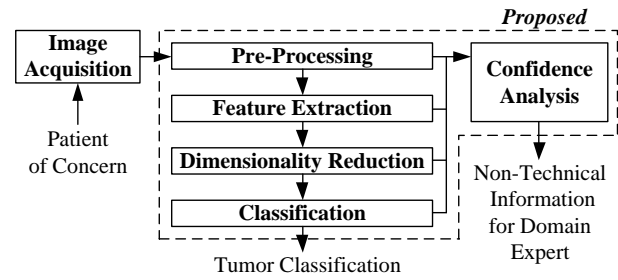 Proposed
Image
Acquisition
Pre-Processing
Confidence
Analysis
Feature Extraction
Patient
of Concern
Dimensionality Reduction
Non-Technical
Information
for Domain
Expert
Classification
Tumor Classification